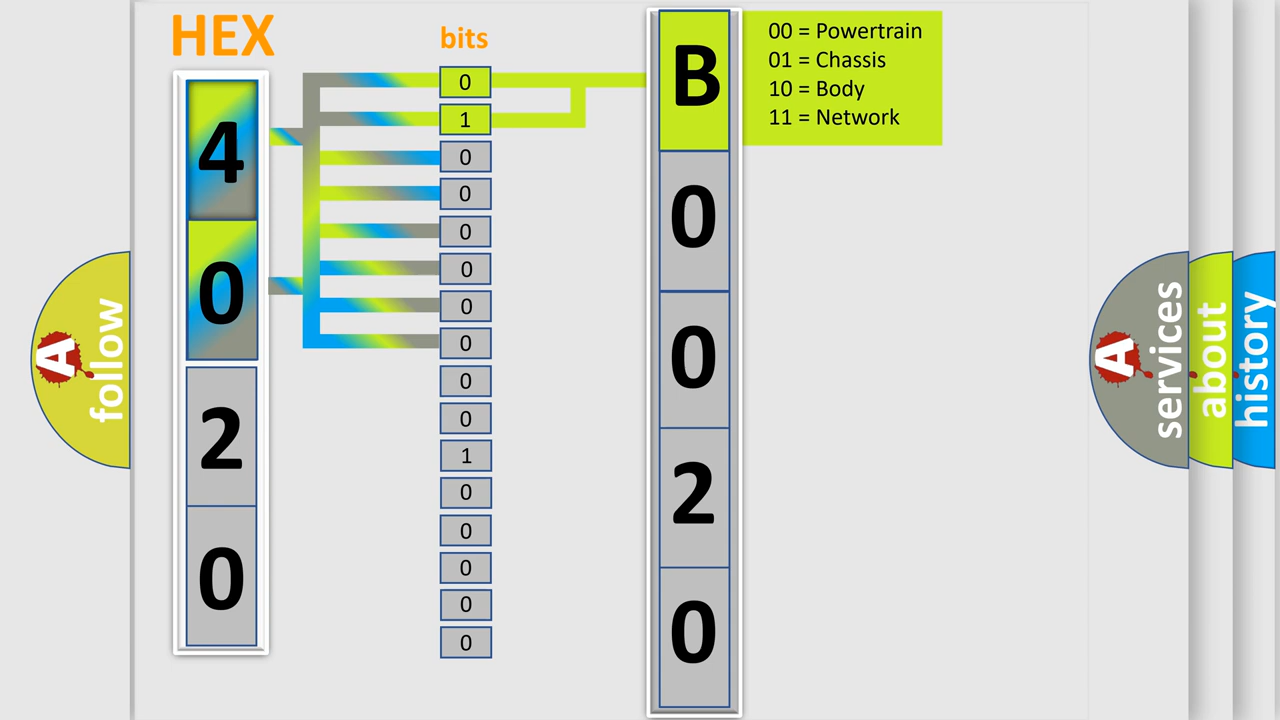 HEX
4
0
2
0
bits
0
1
0
0
0
0
0
0
0
0
1
0
0
0
0
0
B
0
0
2
0
00 = Powertrain
01 = Chassis
10 = Body
11 = Network
A
follow
A
services
about
history